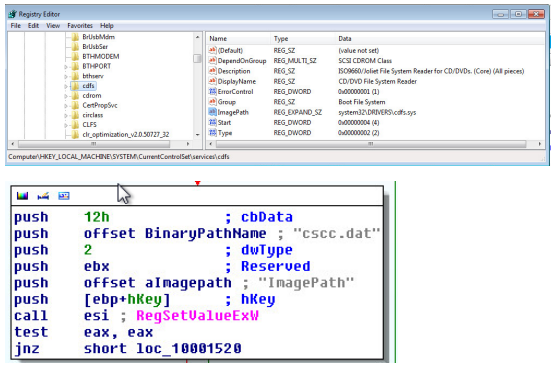 Registry Editor
File Edit View Favorites Help
BrUsbMdm
BrUsbSer
BTHMODEM
BTHPORT
bthserv
cdfs
cdrom
CertPropSvc
circlass
CLFS
clr_optimization_v2.0.50727_32
Name Type Data
(Default) REG_SZ (value not set)
DependOnGroup REG_MULTI_SZ SCSI CDROM Class
Description REG_SZ ISO9660/Joliet File System Reader for CD/DVDs. (Core) (All pieces)
DisplayName REG_SZ CD/DVD File System Reader
ErrorControl REG_DWORD 0x00000001 (1)
Group REG_SZ Boot File System
ImagePath REG_EXPAND_SZ system32\DRIVERS\cdfs.sys
Start REG_DWORD 0x00000004 (4)
Type REG_DWORD 0x00000002 (2)
Computer\HKEY_LOCAL_MACHINE\SYSTEM\CurrentControlSet\services\cdfs
push 12h ; cbData
push offset BinaryPathName ; "cscc.dat"
push 2 ; dwType
push ebx ; Reserved
push offset aImagepath ; "ImagePath"
push [ebp+hKey] ; hKey
call esi ; RegSetValueExW
test eax, eax
jnz short loc_10001520